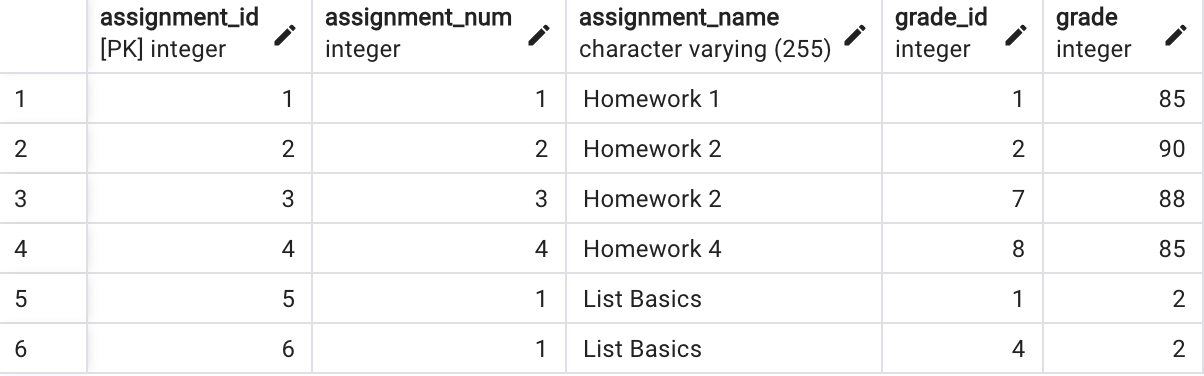 assignment_id assignment_num assignment_name grade_id grade
[PK] integer integer character varying (255) integer integer
1 1 1 Homework 1 1 85
2 2 2 Homework 2 2 90
3 3 3 Homework 2 7 88
4 4 4 Homework 4 8 85
5 5 1 List Basics 1 2
6 6 1 List Basics 4 2